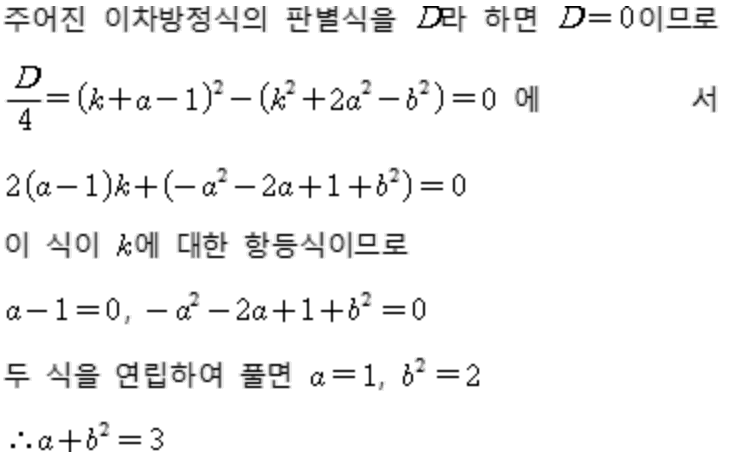 주어진 이차방정식의 판별식을 D라 하면 D=0이므로
D/4=(k+a-1)²-(k²+2a²-b²)=0 에 서
2(a-1)k+(-a²-2a+1+b²)=0
이 식이 k에 대한 항등식이므로
a-1=0, -a²-2a+1+b²=0
두 식을 연립하여 풀면 a=1, b²=2
∴a+b²=3